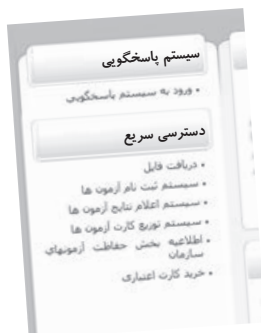 سیستم پاسخگویی
• ورود به سیستم پاسخگویی
دسترسی سریع
• دریافت فایل
• سیستم ثبت نام آزمون ها
• سیستم اعلام نتایج آزمون ها
• سیستم توزیع کارت آزمون ها
• اطلاعیه بخش حفاظت آزمونهای
سازمان
• خرید کارت اعتباری